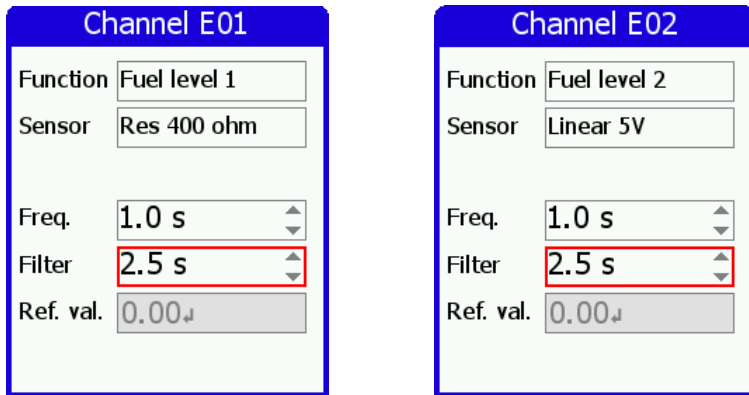 Channel E01
Function Fuel level 1
Sensor Res 400 ohm
Freq. 1.0 s
Filter 2.5 s
Ref. val. 0.00↲
Channel E02
Function Fuel level 2
Sensor Linear 5V
Freq. 1.0 s
Filter 2.5 s
Ref. val. 0.00↲